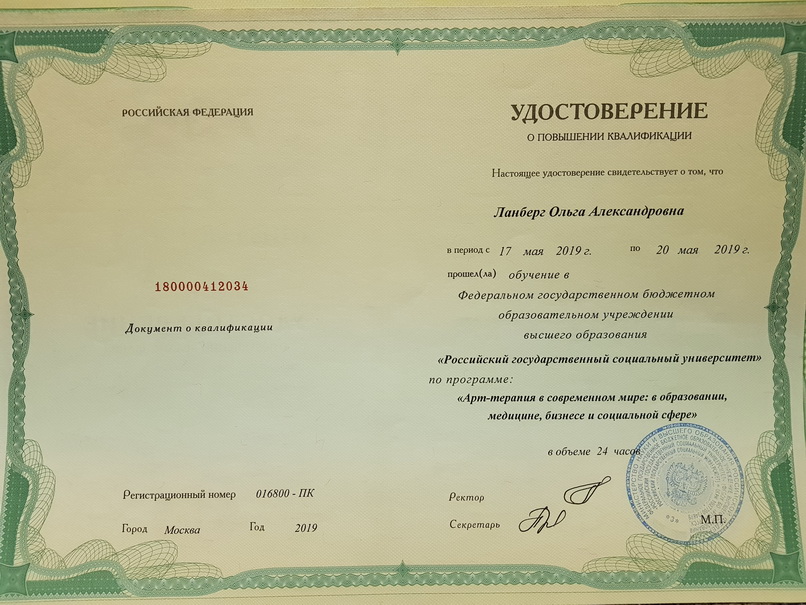 РОССИЙСКАЯ ФЕДЕРАЦИЯ
180000412034
Документ о квалификации
Регистрационный номер 016800 - ПК
Город Москва Год 2019
УДОСТОВЕРЕНИЕ
О ПОВЫШЕНИИ КВАЛИФИКАЦИИ
Настоящее удостоверение свидетельствует о том, что
Ланберг Ольга Александровна
в период с 17 мая 2019 г. по 20 мая 2019 г.
прошел(ла) обучение в
Федеральном государственном бюджетном
образовательном учреждении
высшего образования
«Российский государственный социальный университет»
по программе:
«Арт-терапия в современном мире: в образовании,
медицине, бизнесе и социальной сфере»
в объеме 24 часов
Ректор
Секретарь
М.П.